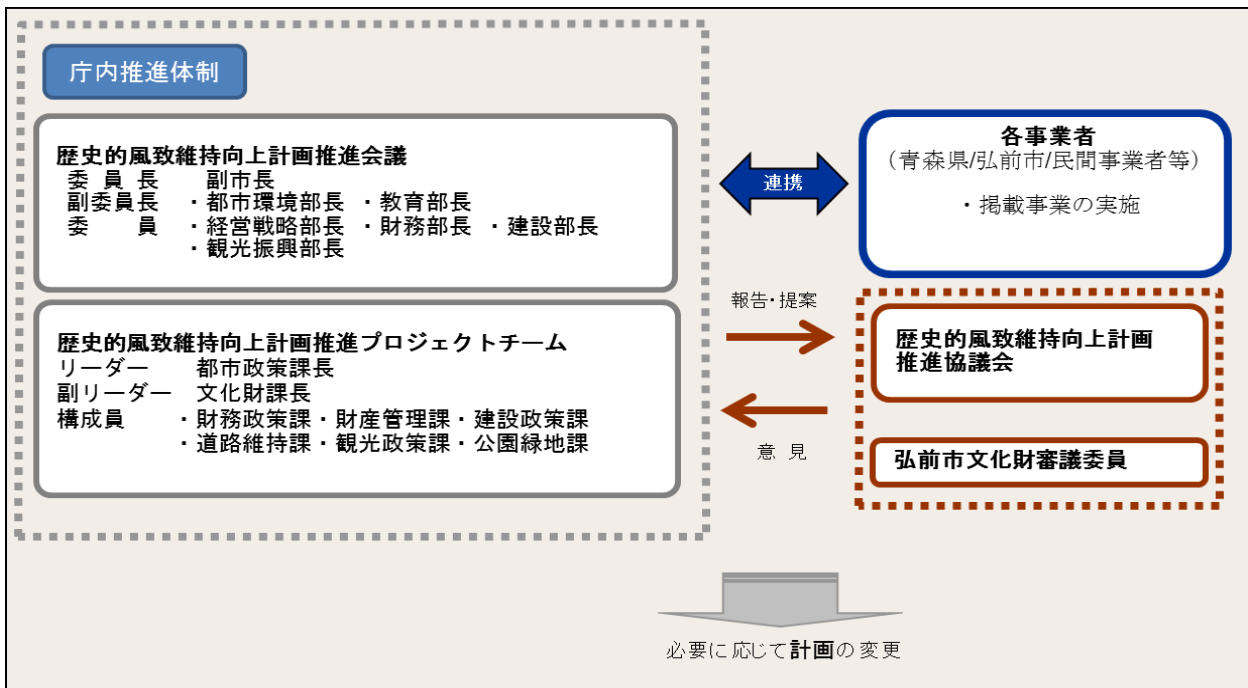 庁内推進体制
歴史的風致維持向上計画推進会議
委員長 副市長
副委員長 ・都市環境部長 ・教育部長
委員 ・経営戦略部長 ・財務部長 ・建設部長
・観光振興部長
歴史的風致維持向上計画推進プロジェクトチーム
リーダー 都市政策課長
副リーダー 文化財課長
構成員 ・財務政策課・財産管理課・建設政策課
・道路維持課・観光政策課・公園緑地課
連携
報告・提案
意見
各事業者
（青森県/弘前市/民間事業者等）
・掲載事業の実施
歴史的風致維持向上計画
推進協議会
弘前市文化財審議委員
必要に応じて計画の変更